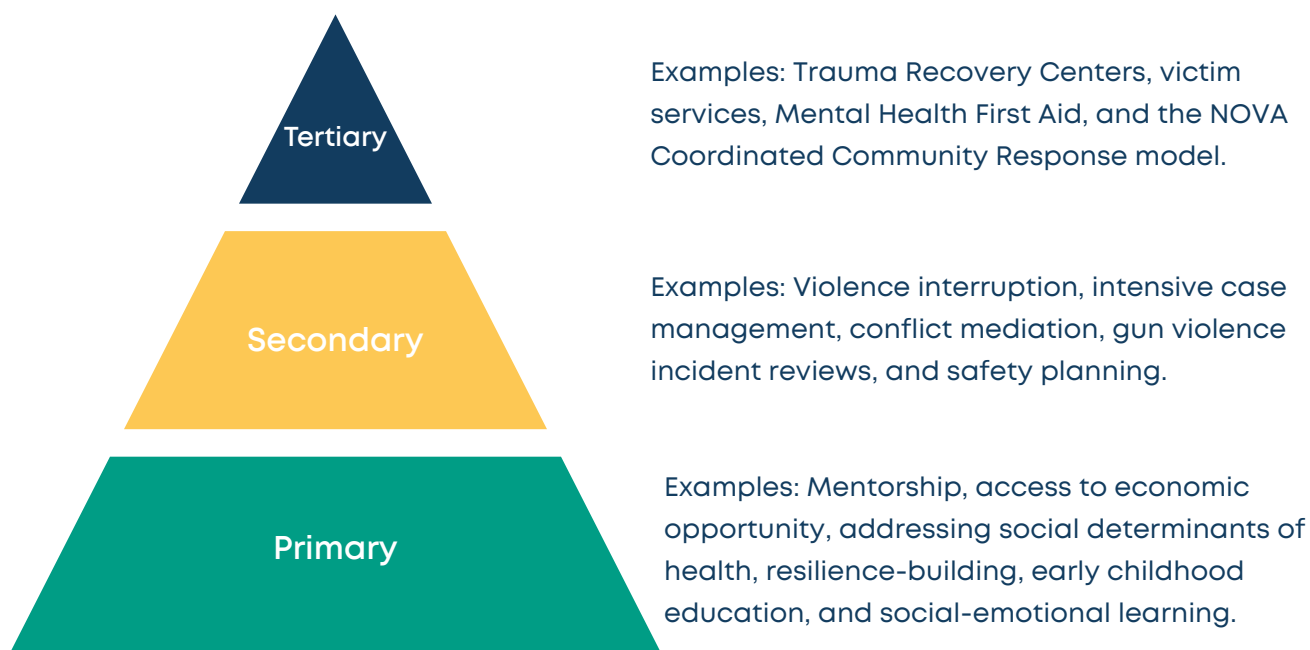 Tertiary
Examples: Trauma Recovery Centers, victim
services, Mental Health First Aid, and the NOVA
Coordinated Community Response model.
Secondary
Examples: Violence interruption, intensive case
management, conflict mediation, gun violence
incident reviews, and safety planning.
Primary
Examples: Mentorship, access to economic
opportunity, addressing social determinants of
health, resilience-building, early childhood
education, and social-emotional learning.